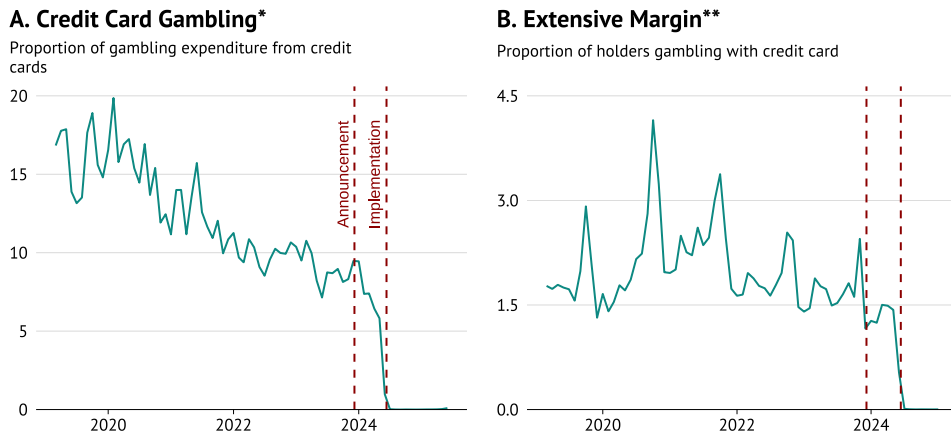 A. Credit Card Gambling*
Proportion of gambling expenditure from credit
cards
20
15
10
5
0
Announcement
Implementation
2020
2022
2024
B. Extensive Margin**
Proportion of holders gambling with credit card
4.5
3.0
1.5
0.0
2020
2022
2024